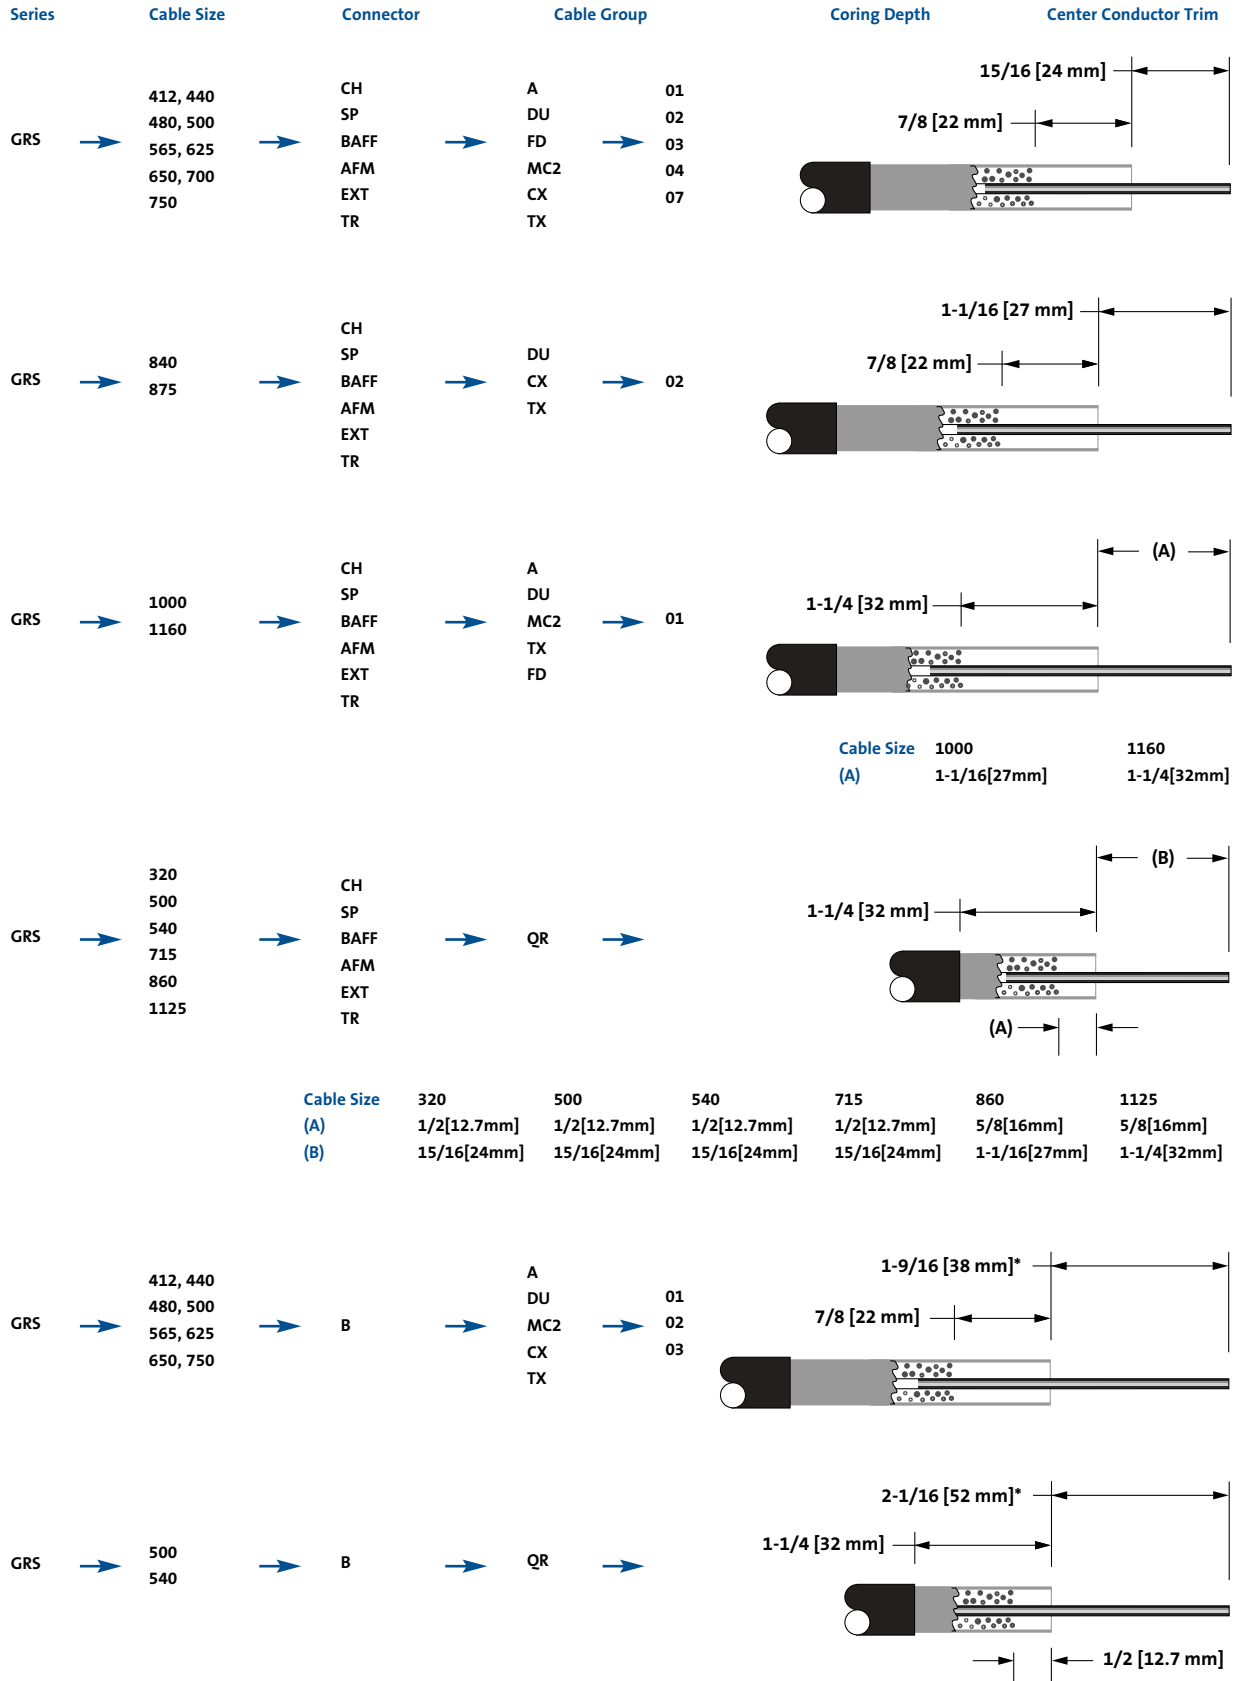 Series Cable Size Connector Cable Group Coring Depth Center Conductor Trim
GRS
412, 440
480, 500
565, 625
650, 700
750
CH
SP
BAFF
AFM
EXT
TR
A
DU
FD
MC2
CX
TX
01
02
03
04
07
15/16 [24 mm]
7/8 [22 mm]
GRS
840
875
CH
SP
BAFF
AFM
EXT
TR
DU
CX
TX
02
1-1/16 [27 mm]
7/8 [22 mm]
GRS
1000
1160
CH
SP
BAFF
AFM
EXT
TR
A
DU
MC2
TX
FD
01
(A)
1-1/4 [32 mm]
Cable Size 1000 1160
(A) 1-1/16[27mm] 1-1/4[32mm]
GRS
320
500
540
715
860
1125
CH
SP
BAFF
AFM
EXT
TR
QR
(B)
1-1/4 [32 mm]
(A)
Cable Size 320 500 540 715 860 1125
(A) 1/2[12.7mm] 1/2[12.7mm] 1/2[12.7mm] 1/2[12.7mm] 5/8[16mm] 5/8[16mm]
(B) 15/16[24mm] 15/16[24mm] 15/16[24mm] 15/16[24mm] 1-1/16[27mm] 1-1/4[32mm]
GRS
412, 440
480, 500
565, 625
650, 750
B
A
DU
MC2
CX
TX
01
02
03
1-9/16 [38 mm]*
7/8 [22 mm]
GRS
500
540
B
QR
2-1/16 [52 mm]*
1-1/4 [32 mm]
1/2 [12.7 mm]